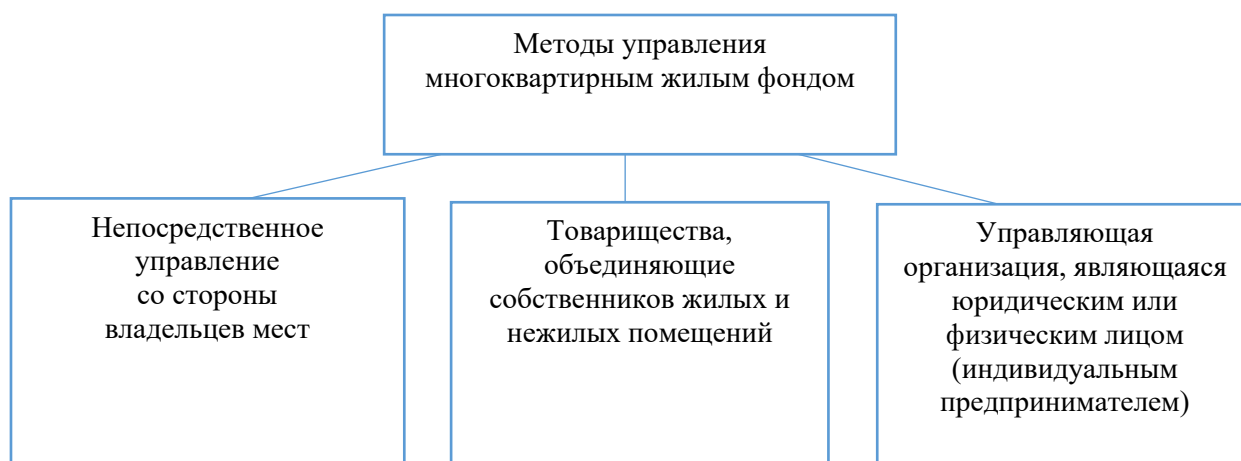 Методы управления
многоквартирным жилым фондом
Непосредственное
управление
со стороны
владельцев мест
Товарищества,
объединяющие
собственников жилых и
нежилых помещений
Управляющая
организация, являющаяся
юридическим или
физическим лицом
(индивидуальным
предпринимателем)